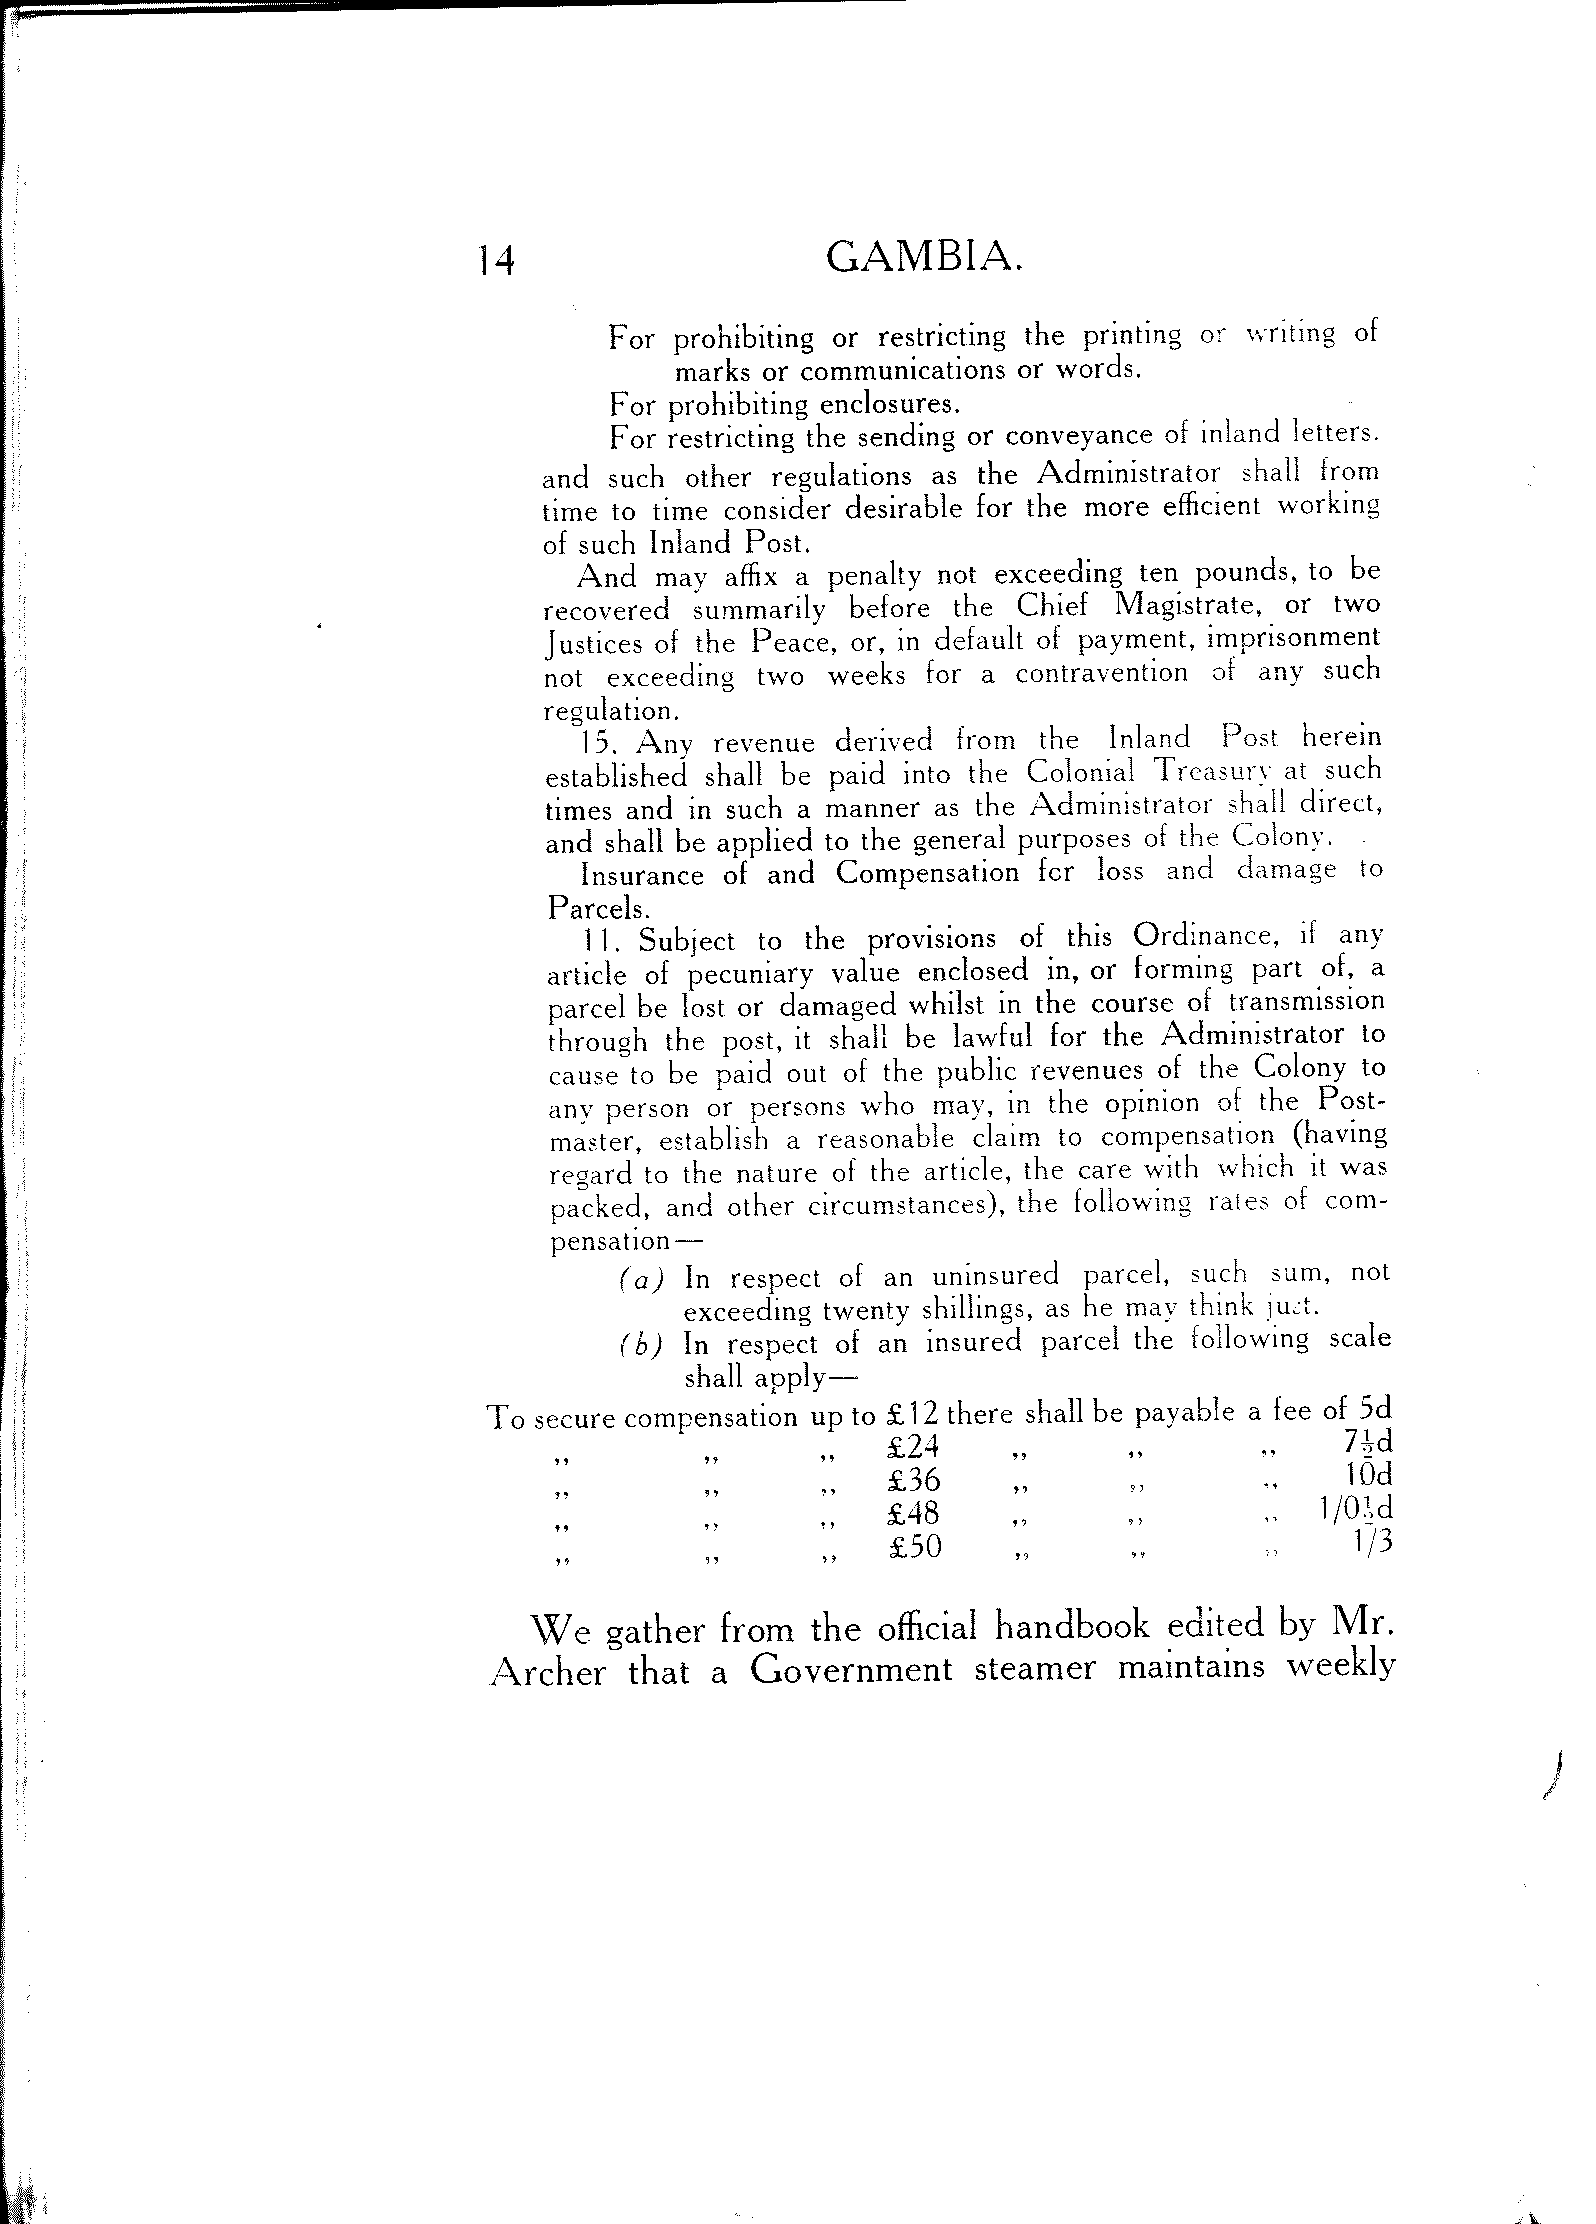 14 GAMBIA.
For prohibiting or restricting the printing or writing of
marks or communications or words.
For prohibiting enclosures.
For restricting the sending or conveyance of inland letters.
and such other regulations as the Administrator shall from
time to time consider desirable for the more efficient working
of such Inland Post.
And may affix a penalty not exceeding ten pounds, to be
recovered summarily before the Chief Magistrate, or two
Justices of the Peace, or, in default of payment, imprisonment
not exceeding two weeks for a contravention of any such
regulation.
15. Any revenue derived from the Inland Post herein
established shall be paid into the Colonial Treasury at such
times and in such a manner as the Administrator shall direct,
and shall be applied to the general purposes of the Colony.
Insurance of and Compensation for loss and damage to
Parcels.
11. Subject to the provisions of this Ordinance, if any
article of pecuniary value enclosed in, or forming part of, a
parcel be lost or damaged whilst in the course of transmission
through the post, it shall be lawful for the Administrator to
cause to be paid out of the public revenues of the Colony to
any person or persons who may, in the opinion of the Post-
master, establish a reasonable claim to compensation (having
regard to the nature of the article, the care with which it was
packed, and other circumstances), the following rates of com-
pensation—
(a) In respect of an uninsured parcel, such sum, not
exceeding twenty shillings, as he may think just.
(b) In respect of an insured parcel the following scale
shall apply—
To secure compensation up to £12 there shall be payable a fee of 5d
,, ,, ,, £24 ,, ,, ,, 7½d
,, ,, ,, £36 ,, ,, ,, 10d
,, ,, ,, £48 ,, ,, ,, 1/0½d
,, ,, ,, £50 ,, ,, ,, 1/3
We gather from the official handbook edited by Mr.
Archer that a Government steamer maintains weekly